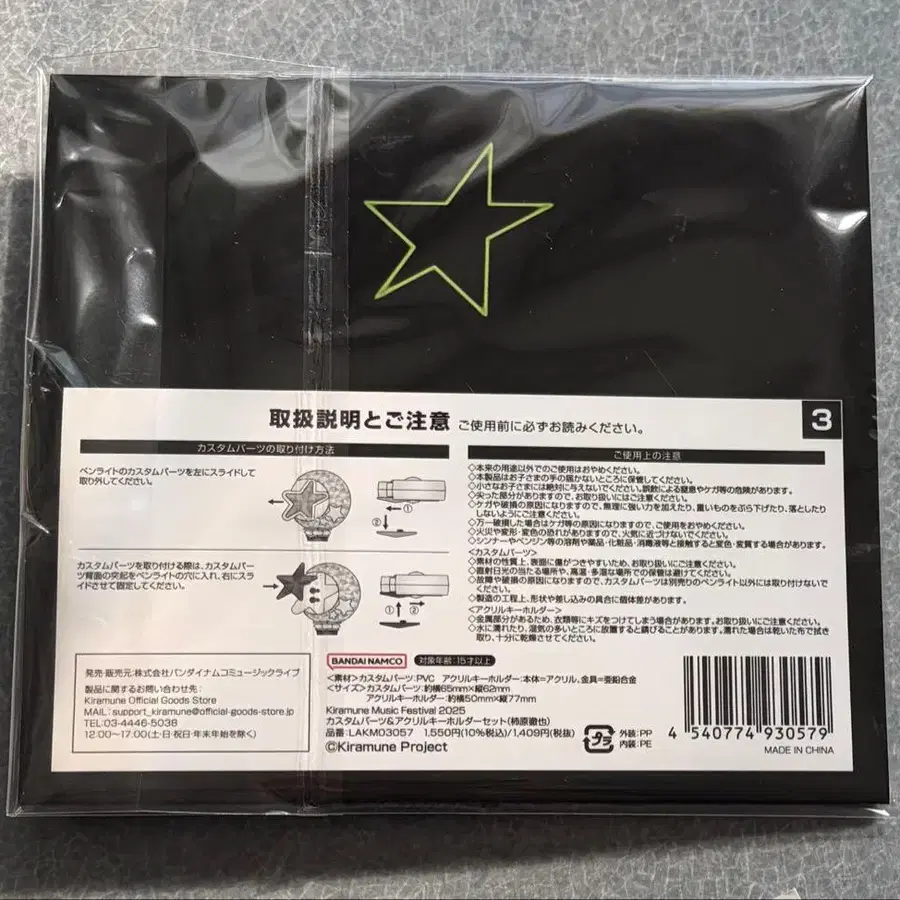 取扱説明とご注意 ご使用前に必ずお読みください。
3
カスタムパーツの取り付け方法
ペンライトのカスタムパーツを左にスライドして
取り外してください。
①
②
カスタムパーツを取り付ける際は、カスタムパー
ツ背面の突起をペンライトの穴に入れ、右にスラ
イドさせて固定してください。
① ②
ご使用上の注意
◇本来の用途以外でのご使用はおやめください。
◇本製品はお子さまの手の届かないところに保管してください。
◇小さなお子さまには絶対に与えないでください。誤飲による窒息やケガ等の危険があります。
◇尖った部分がありますので、お取り扱いにはご注意ください。
◇ケガや破損の原因になりますので、無理に強い力を加えたり、重いものをぶら下げたり、落としたり
しないようにご注意ください。
◇万一破損した場合はケガ等の原因になりますので、ご使用をおやめください。
◇火災や変形・変色の恐れがありますので、火気に近づけないでください。
◇シンナーやベンジン等の溶剤や薬品・化粧品・消毒液等と接触すると変色・変質する場合があります。
<カスタムパーツ>
◇素材の性質上、表面に傷がつきやすいため、お取り扱いにご注意ください。
◇直射日光の当たる場所や、高温・多湿な場所での保管は避けてください。
◇故障や破損の原因になりますので、カスタムパーツは別売りのペンライト以外には取り付けないで
ください。
◇製造の工程上、形状や差し込みの具合に個体差があります。
<アクリルキーホルダー>
◇金属部分があるため、衣類等にキズをつけてしまう場合があります。お取り扱いにご注意ください。
◇水に濡れたり、湿気の多いところに放置すると錆びることがあります。濡れた場合は乾いた布で拭き
取り、十分に乾燥させてください。
発売・販売元:株式会社バンダイナムコミュージックライブ
製品に関するお問い合わせ先:
Kiramune Official Goods Store
MAIL:support_kiramune@official-goods-store.jp
TEL:03-4446-5038
12:00〜17:00(土・日・祝日・年末年始を除く)
BANDAI NAMCO 対象年齢:15才以上
<素材>カスタムパーツ:PVC アクリルキーホルダー:本体=アクリル、金具=亜鉛合金
<サイズ>カスタムパーツ:約横65mm×縦62mm
アクリルキーホルダー:約横50mm×縦77mm
Kiramune Music Festival 2025
カスタムパーツ&アクリルキーホルダーセット(柿原徹也)
品番:LAKM03057 1,550円(10%税込)/1,409円(税抜)
©Kiramune Project
プラ
外装:PP
内装:PE
4 540774 930579
MADE IN CHINA